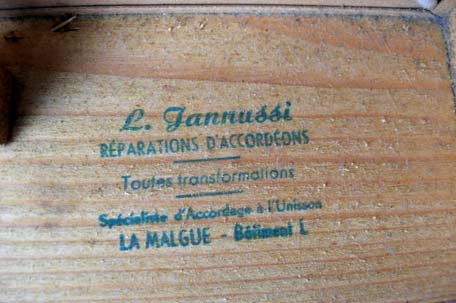 L. Jannussi
RÉPARATIONS D'ACCORDÉONS
Toutes transformations
Spécialiste d'Accordage à l'Unisson
LA MALGUE - Bâtiment L